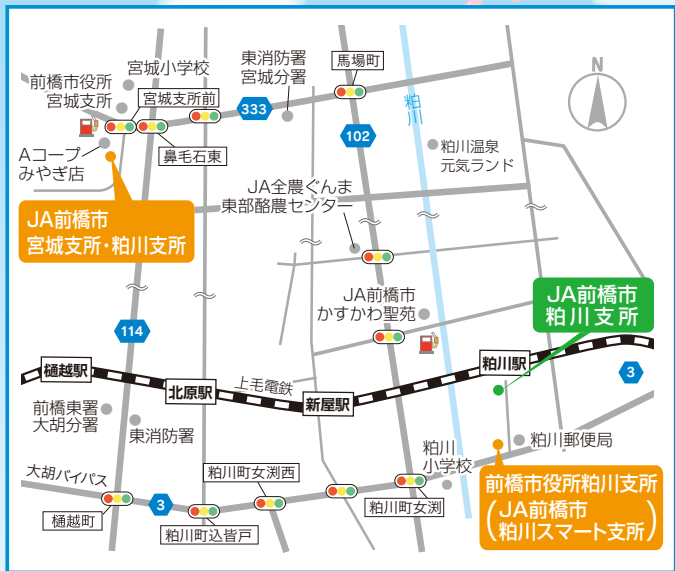 宮城小学校
東消防署
宮城分署
馬場町
N
前橋市役所
宮城支所
宮城支所前
333
粕川
102
鼻毛石東
Aコープ
みやぎ店
粕川温泉
元気ランド
JA全農ぐんま
東部酪農センター
JA前橋市
宮城支所・粕川支所
JA前橋市
かすかわ聖苑
JA前橋市
粕川支所
114
樋越駅
北原駅
上毛電鉄
新屋駅
粕川駅
3
前橋東署
大胡分署
東消防署
粕川
小学校
粕川郵便局
大胡バイパス
粕川町女渕西
前橋市役所粕川支所
(JA前橋市
粕川スマート支所)
樋越町
3
粕川町込皆戸
粕川町女渕